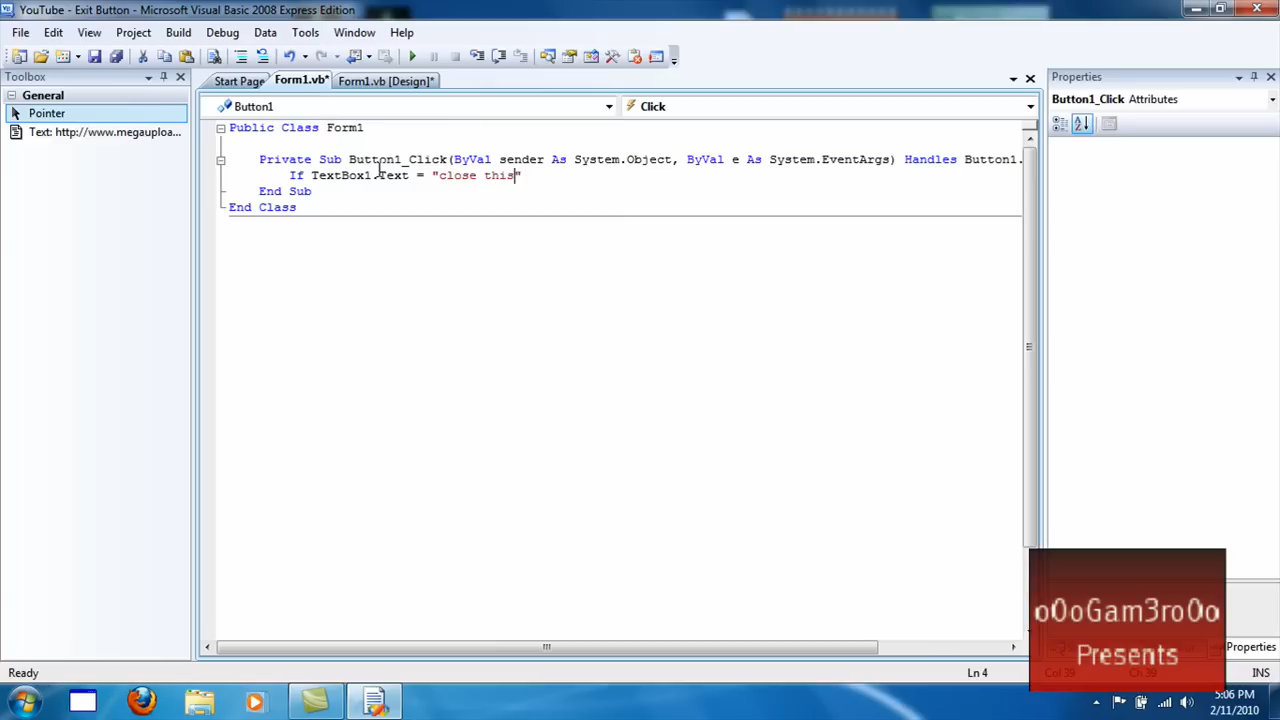 YouTube - Exit Button - Microsoft Visual Basic 2008 Express Edition
File Edit View Project Build Debug Data Tools Window Help
Toolbox
General
Pointer
Text: http://www.megauploa...
Start Page Form1.vb* Form1.vb [Design]*
Button1 Click
Public Class Form1
Private Sub Button1_Click(ByVal sender As System.Object, ByVal e As System.EventArgs) Handles Button1.
If TextBox1.Text = "close this"
End Sub
End Class
Properties
Button1_Click Attributes
o0oGam3ro0o
Presents
Properties
Ready Ln 4 Col 39 Ch 39 INS
5:06 PM
2/11/2010